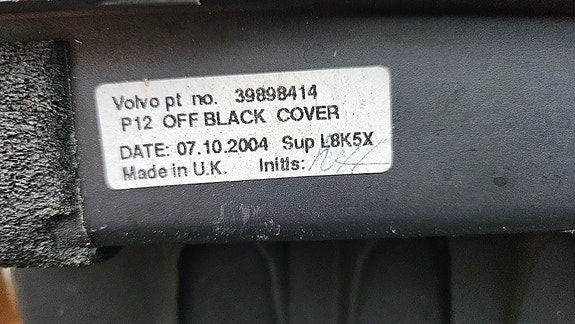 Volvo pt no. 39898414
P12 OFF BLACK COVER
DATE: 07.10.2004 Sup L8K5X
Made in U.K. Initls: